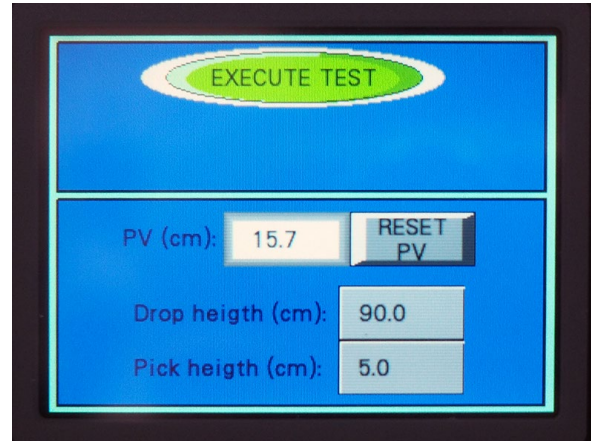 EXECUTE TEST
PV (cm): 15.7 RESET PV
Drop heigth (cm): 90.0
Pick heigth (cm): 5.0